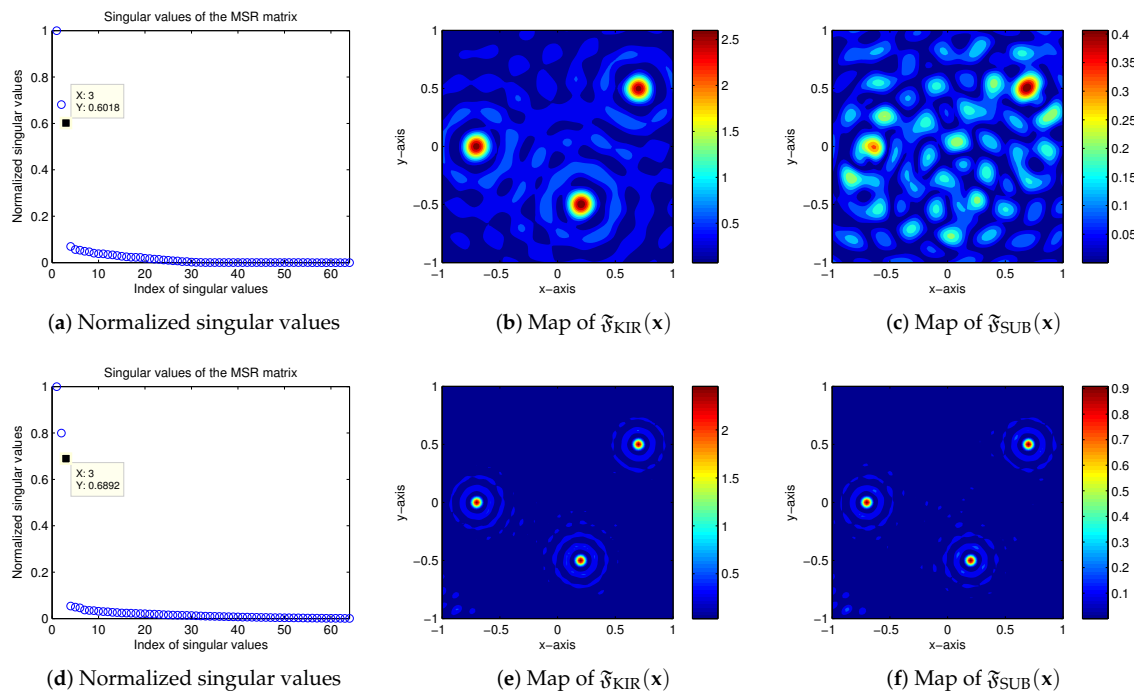 Singular values of the MSR matrix
Normalized singular values
1
0.8
0.6
0.4
0.2
0
X: 3
Y: 0.6018
0 10 20 30 40 50 60
Index of singular values
(a) Normalized singular values
y−axis
1
0.5
0
−0.5
−1
−1 −0.5 0 0.5 1
x−axis
2.5
2
1.5
1
0.5
(b) Map of 𝔉KIR(x)
y−axis
1
0.5
0
−0.5
−1
−1 −0.5 0 0.5 1
x−axis
0.4
0.35
0.3
0.25
0.2
0.15
0.1
0.05
(c) Map of 𝔉SUB(x)
Singular values of the MSR matrix
Normalized singular values
1
0.8
0.6
0.4
0.2
0
X: 3
Y: 0.6892
0 10 20 30 40 50 60
Index of singular values
(d) Normalized singular values
y−axis
1
0.5
0
−0.5
−1
−1 −0.5 0 0.5 1
x−axis
2
1.5
1
0.5
(e) Map of 𝔉KIR(x)
y−axis
1
0.5
0
−0.5
−1
−1 −0.5 0 0.5 1
x−axis
0.9
0.8
0.7
0.6
0.5
0.4
0.3
0.2
0.1
(f) Map of 𝔉SUB(x)